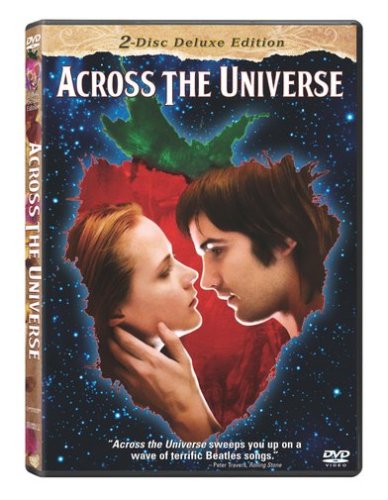 2-Disc Deluxe Edition
ACROSS THE UNIVERSE
DVD
ACROSS THE UNIVERSE
"Across the Universe sweeps you up on a
wave of terrific Beatles songs."
– Peter Travers, Rolling Stone
DVD
VIDEO